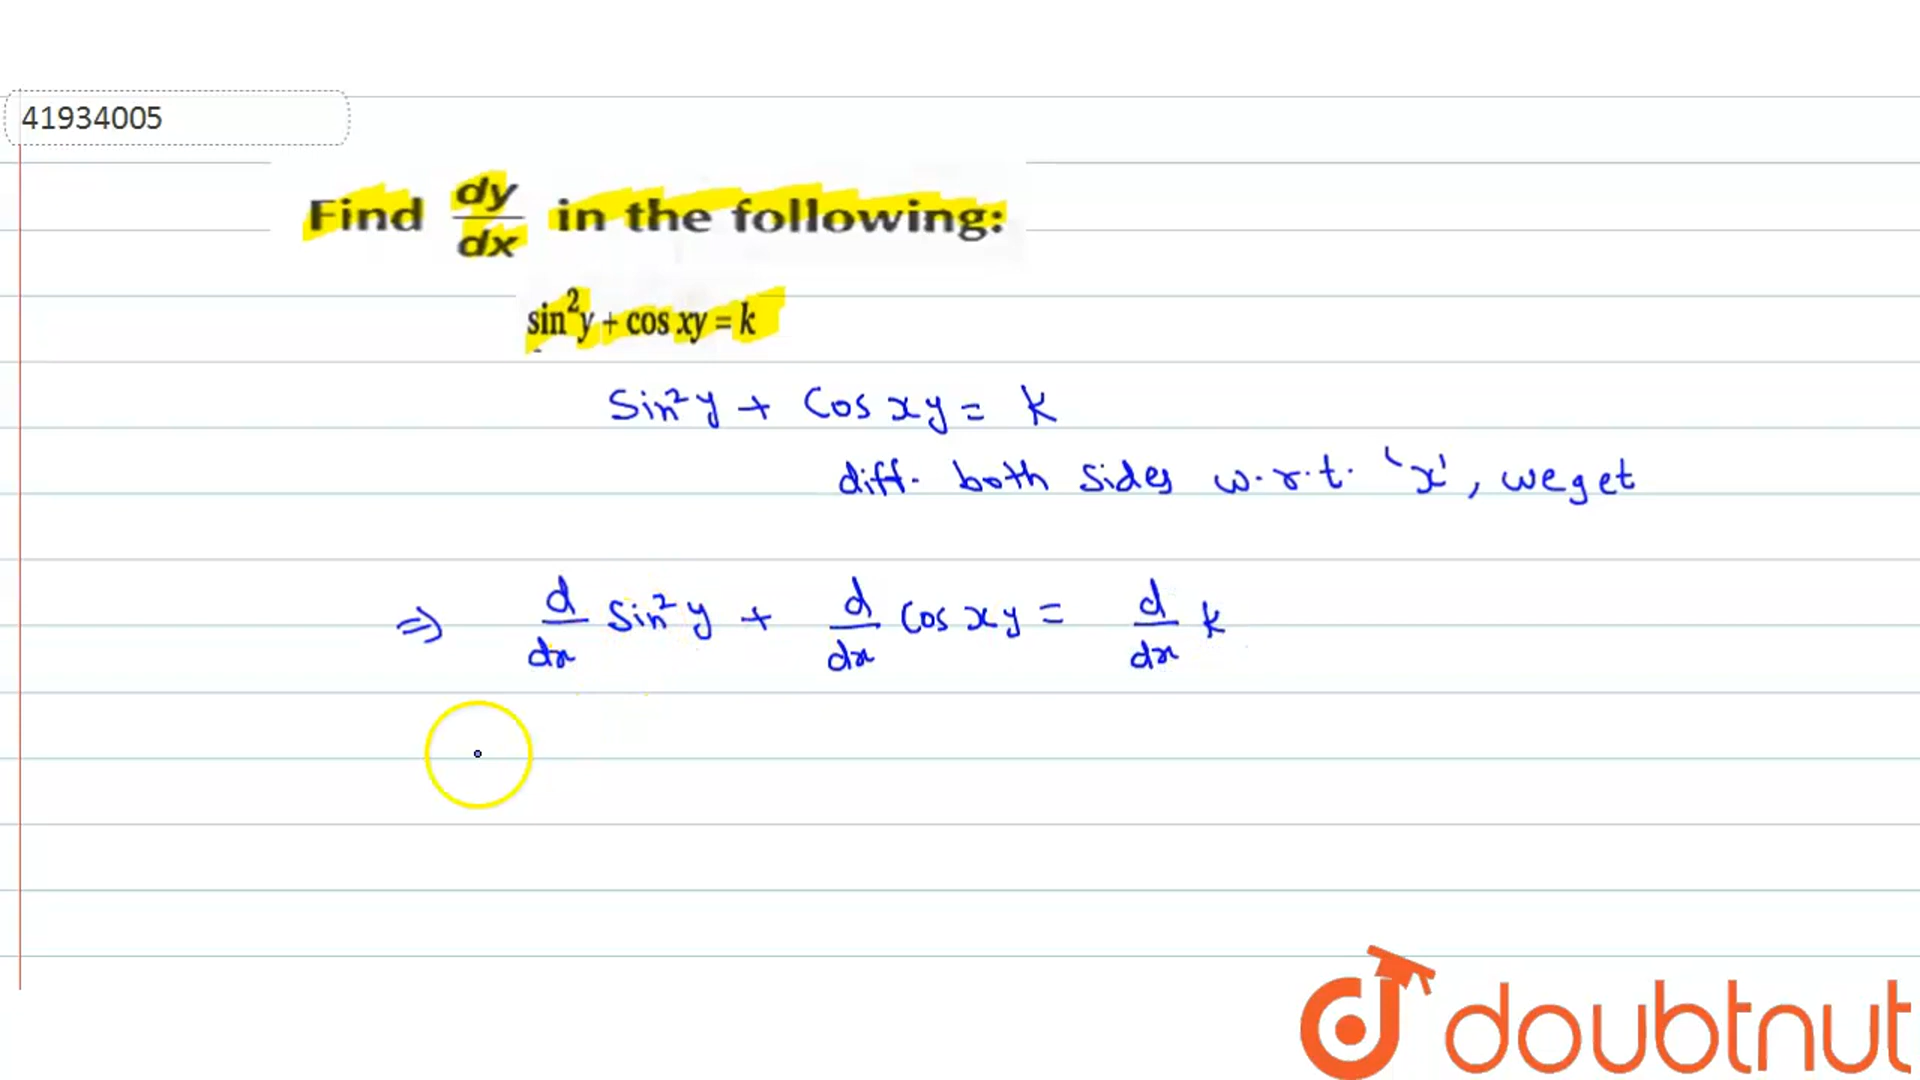 41934005
Find dy/dx in the following:
sin²y + cos xy = k
Sin²y + Cos xy = k
diff. both sides w.r.t. 'x', we get
⇒ d/dx Sin²y + d/dx Cos xy = d/dx k
doubtnut